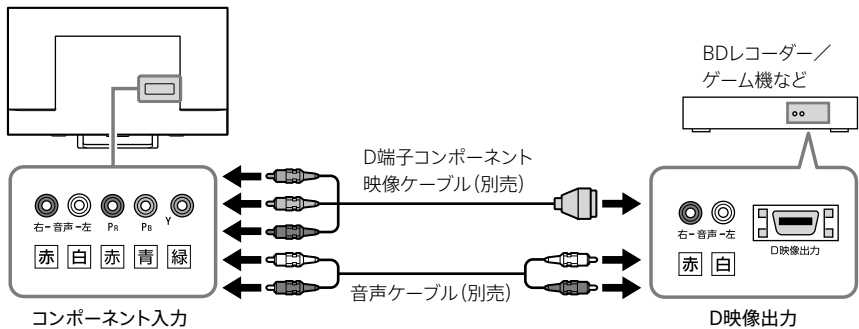 BDレコーダー／
ゲーム機など
D端子コンポーネント
映像ケーブル（別売）
右－音声－左 PR PB Y
赤 白 赤 青 緑
音声ケーブル（別売）
コンポーネント入力
右－音声－左
D映像出力
赤 白
D映像出力